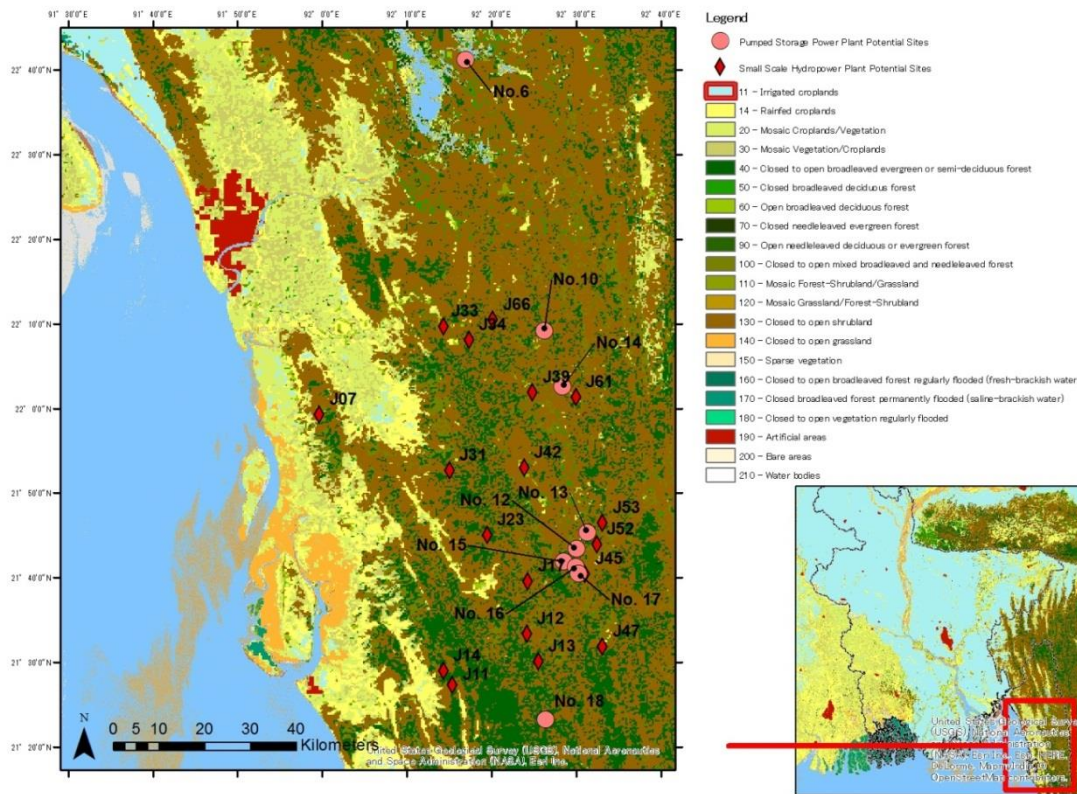 91° 30'0"E 91° 40'0"E 91° 50'0"E 92° 0'0"E 92° 10'0"E 92° 20'0"E 92° 30'0"E 92° 40'0"E
22° 40'0"N
22° 30'0"N
22° 20'0"N
22° 10'0"N
22° 0'0"N
21° 50'0"N
21° 40'0"N
21° 30'0"N
21° 20'0"N
No.6
No.10
J66
J33
J34
No.14
J39
J61
J07
J42
J31
No. 13
No. 12
J53
J23
J52
No. 15
J45
J17
No. 17
No. 16
J12
J47
J13
J14
J11
No. 18
N
0 5 10 20 30 40
Kilometers
United States Geological Survey (USGS), National Aeronautics
and Space Administration (NASA), Esri Inc.
Legend
Pumped Storage Power Plant Potential Sites
Small Scale Hydropower Plant Potential Sites
11 - Irrigated croplands
14 - Rainfed croplands
20 - Mosaic Croplands/Vegetation
30 - Mosaic Vegetation/Croplands
40 - Closed to open broadleaved evergreen or semi-deciduous forest
50 - Closed broadleaved deciduous forest
60 - Open broadleaved deciduous forest
70 - Closed needleleaved evergreen forest
90 - Open needleleaved deciduous or evergreen forest
100 - Closed to open mixed broadleaved and needleleaved forest
110 - Mosaic Forest-Shrubland/Grassland
120 - Mosaic Grassland/Forest-Shrubland
130 - Closed to open shrubland
140 - Closed to open grassland
150 - Sparse vegetation
160 - Closed to open broadleaved forest regularly flooded (fresh-brackish water
170 - Closed broadleaved forest permanently flooded (saline-brackish water)
180 - Closed to open vegetation regularly flooded
190 - Artificial areas
200 - Bare areas
210 - Water bodies
United States Geological Surve
(USGS), National Aeronautics
OpenStreetMap contributors,